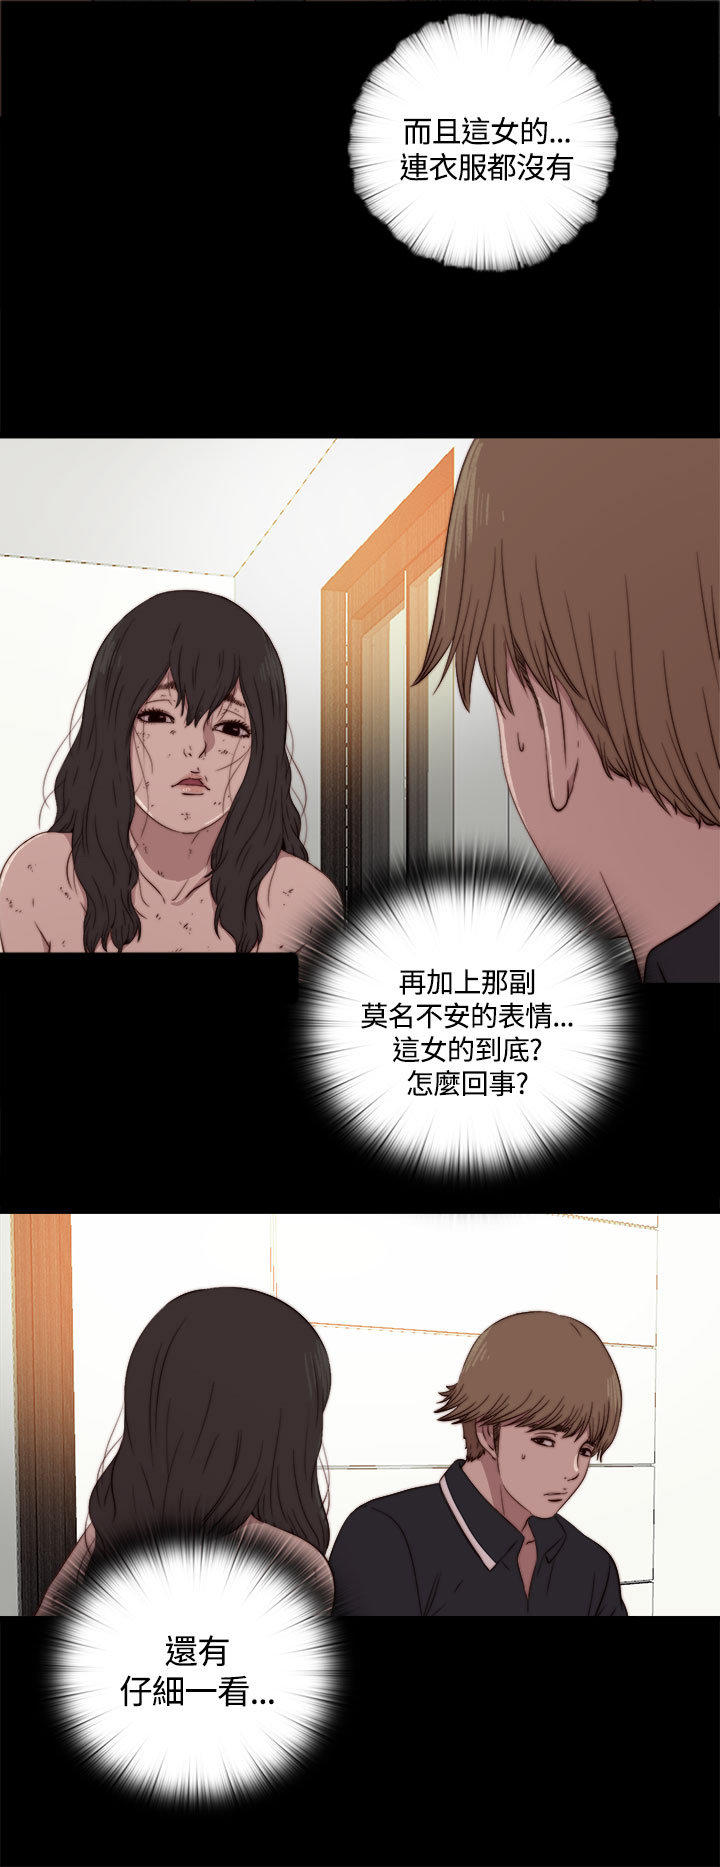 而且這女的...
連衣服都沒有
再加上那副
莫名不安的表情...
這女的到底?
怎麼回事?
還有
仔細一看...